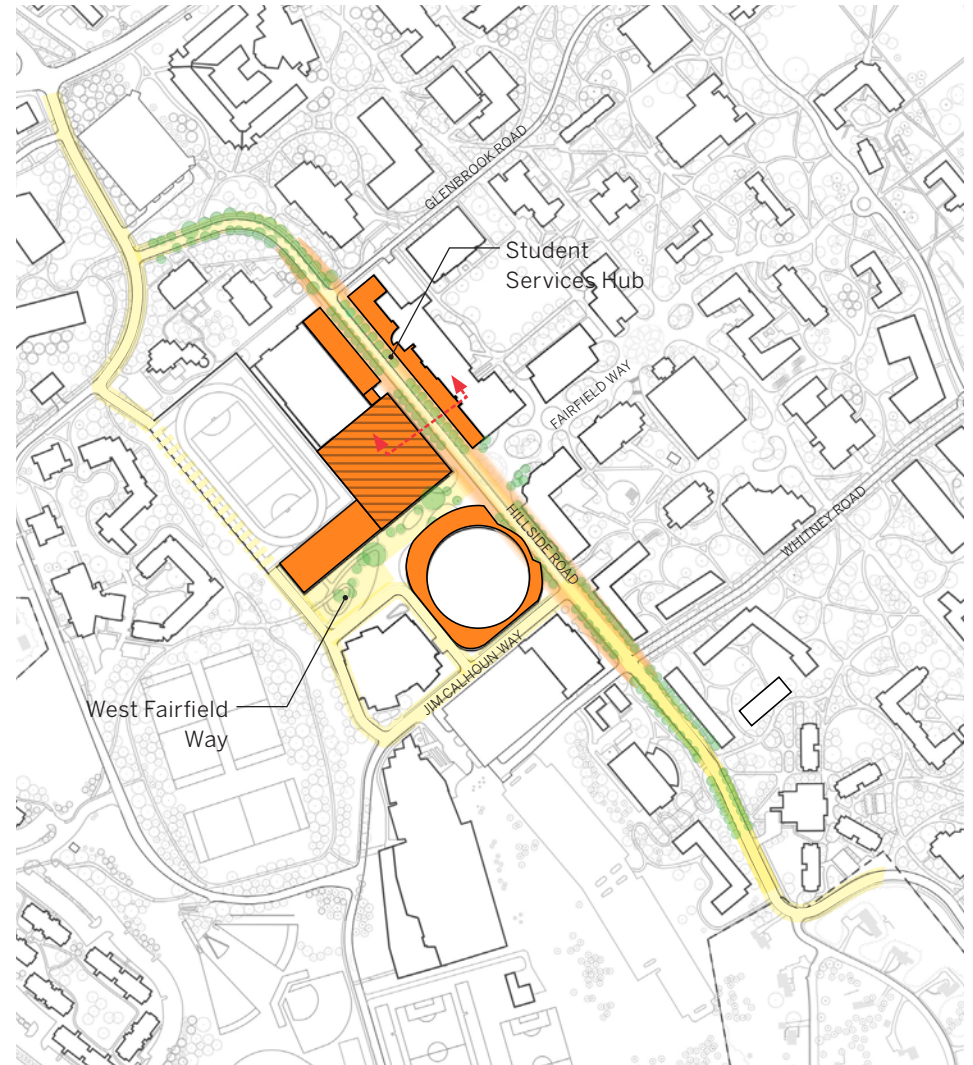 GLENBROOK ROAD
Student
Services Hub
FAIRFIELD WAY
HILLSIDE ROAD
WHITNEY ROAD
JIM CALHOUN WAY
West Fairfield
Way